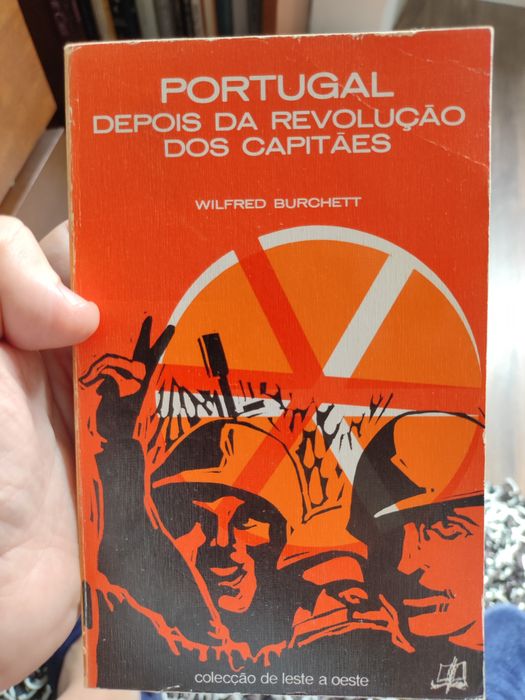 PORTUGAL
DEPOIS DA REVOLUÇÃO
DOS CAPITÃES
WILFRED BURCHETT
colecção de leste a oeste